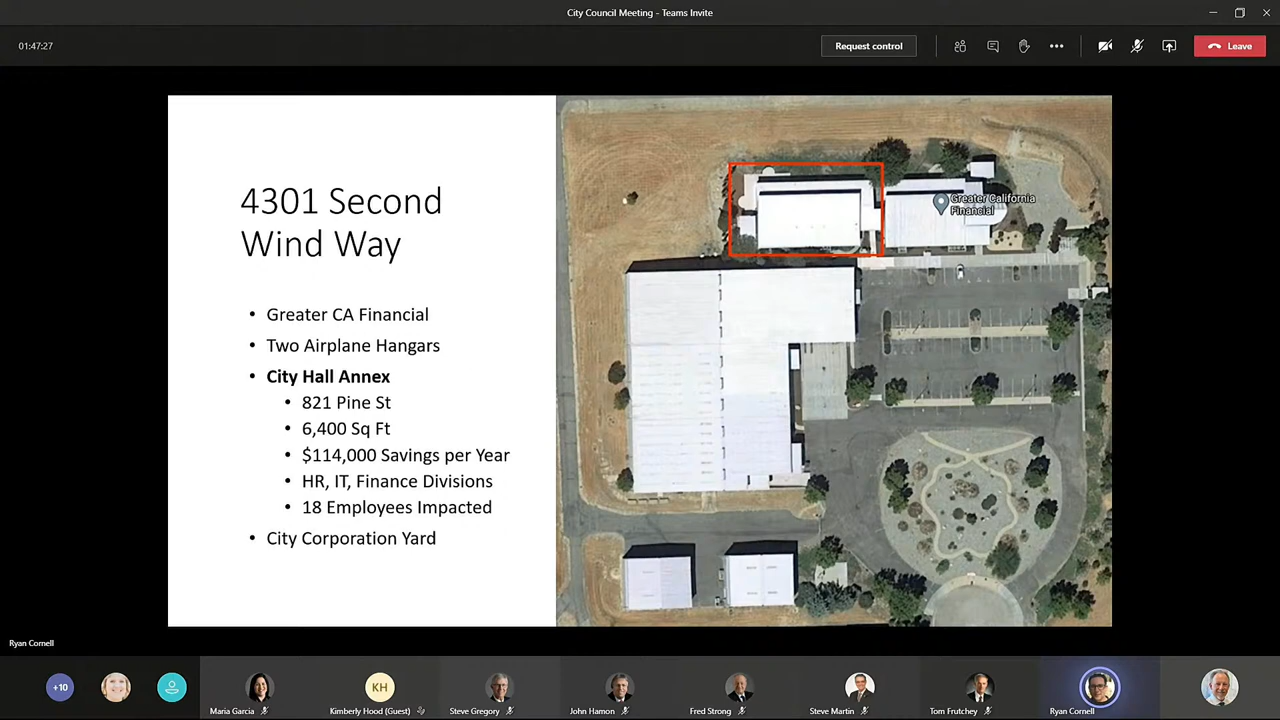 City Council Meeting - Teams Invite
01:47:27
Request control
Leave
4301 Second
Wind Way
• Greater CA Financial
• Two Airplane Hangars
• City Hall Annex
• 821 Pine St
• 6,400 Sq Ft
• $114,000 Savings per Year
• HR, IT, Finance Divisions
• 18 Employees Impacted
• City Corporation Yard
Greater California
Financial
Ryan Cornell
+10
KH
Maria Garcia
Kimberly Hood (Guest)
Steve Gregory
John Hamon
Fred Strong
Steve Martin
Tom Frutchey
Ryan Cornell